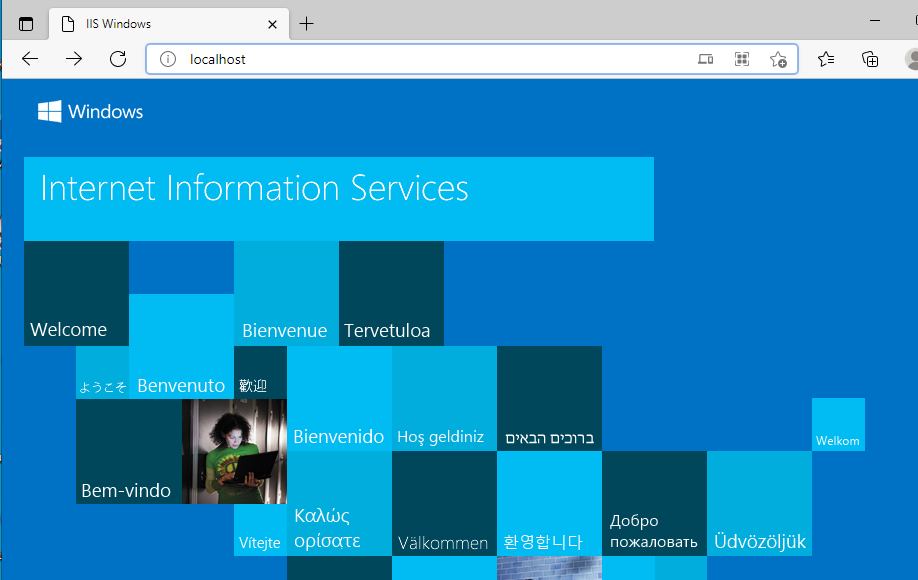 IIS Windows
localhost
Windows
Internet Information Services
Welcome
Bienvenue
Tervetuloa
ようこそ
Benvenuto
歡迎
Bienvenido
Hoş geldiniz
ברוכים הבאים
Welkom
Bem-vindo
Vítejte
Καλώς
ορίσατε
Välkommen
환영합니다
Добро
пожаловать
Üdvözöljük